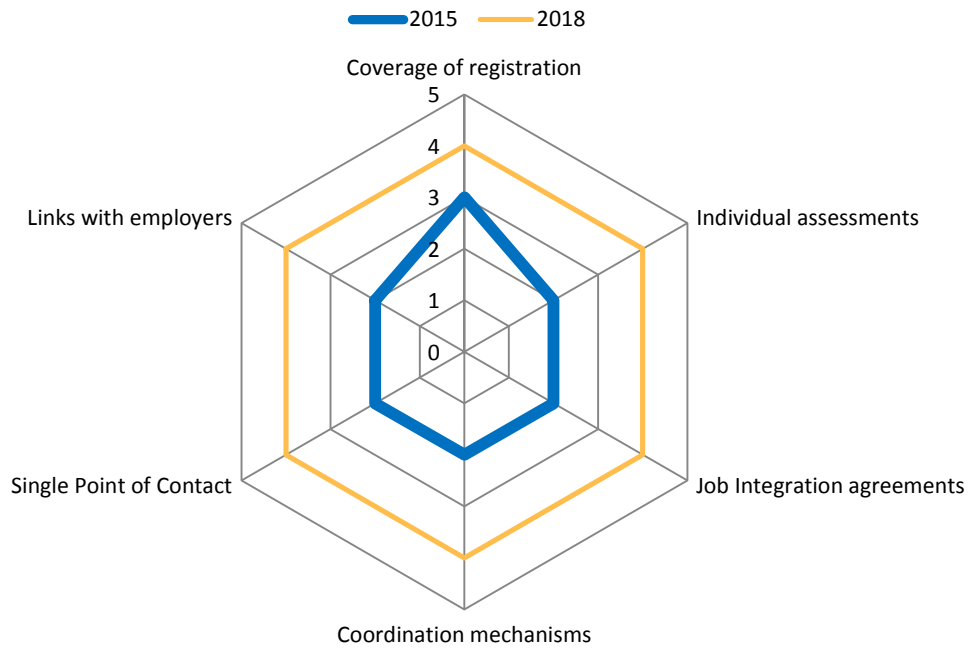 2015 2018
Coverage of registration
5
4
3
2
1
0
Links with employers
Individual assessments
Single Point of Contact
Job Integration agreements
Coordination mechanisms